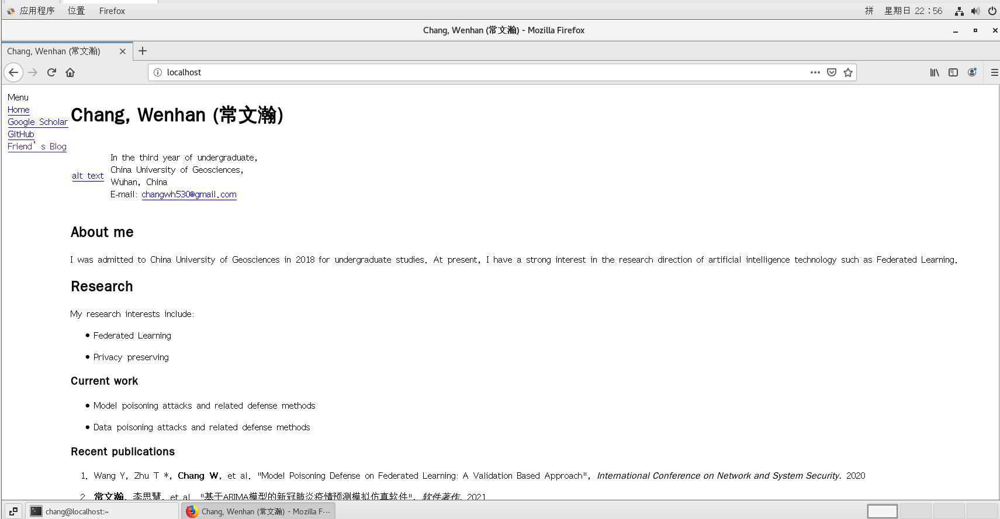 应用程序 位置 Firefox 拼 星期日 22：56
Chang, Wenhan (常文瀚) - Mozilla Firefox
Chang, Wenhan (常文瀚)
localhost
Menu
Home
Google Scholar
GitHub
Friend’s Blog
Chang, Wenhan (常文瀚)
alt text
In the third year of undergraduate,
China University of Geosciences,
Wuhan, China
E-mail: changwh530@gmail.com
About me
I was admitted to China University of Geosciences in 2018 for undergraduate studies. At present, I have a strong interest in the research direction of artificial intelligence technology such as Federated Learning.
Research
My research interests include:
• Federated Learning
• Privacy preserving
Current work
• Model poisoning attacks and related defense methods
• Data poisoning attacks and related defense methods
Recent publications
1. Wang Y, Zhu T *, Chang W, et al. "Model Poisoning Defense on Federated Learning: A Validation Based Approach", International Conference on Network and System Security. 2020
2. 常文瀚, 李思慧, et al. "基于ARIMA模型的新冠肺炎疫情预测模拟仿真软件", 软件著作. 2021
chang@localhost:~
Chang, Wenhan (常文瀚) - Mozilla F···